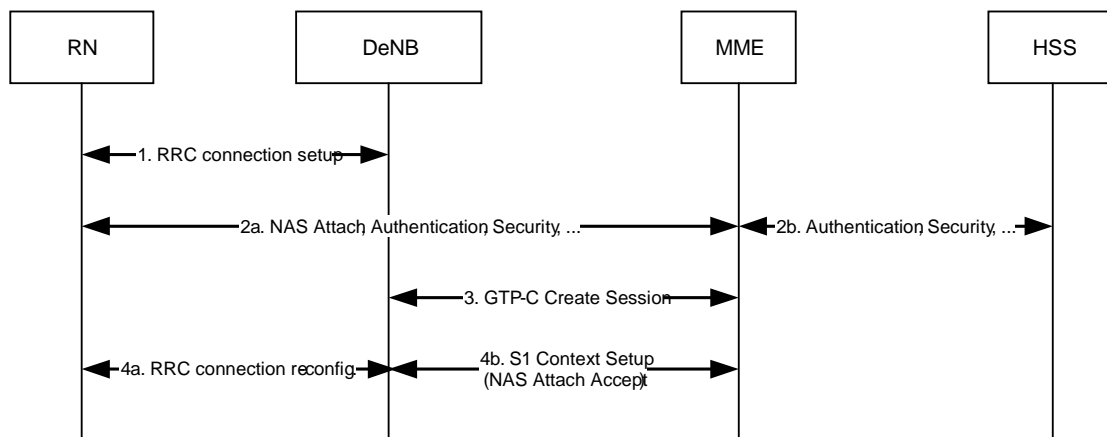 RN
DeNB
MME
HSS
1. RRC connection setup
2a. NAS Attach, Authentication, Security, ...
2b. Authentication, Security, ...
3. GTP-C Create Session
4a. RRC connection reconfig.
4b. S1 Context Setup
(NAS Attach Accept)